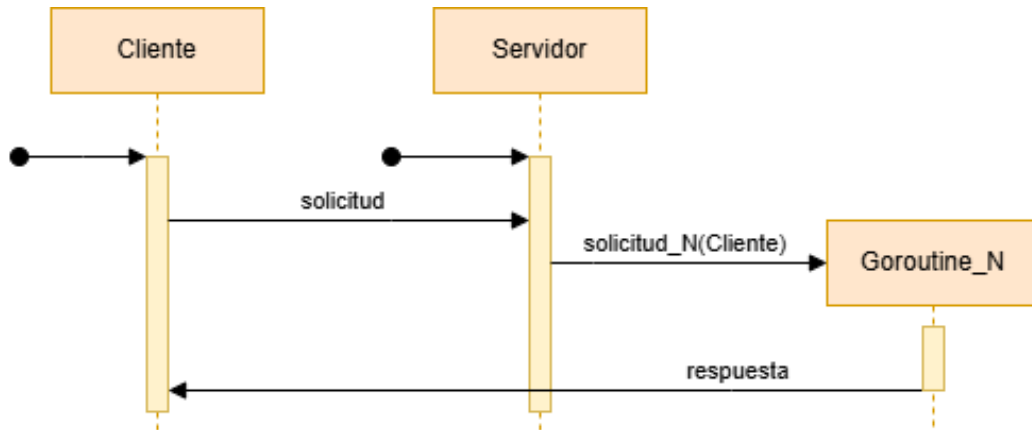 Cliente
Servidor
solicitud
solicitud_N(Cliente)
Goroutine_N
respuesta